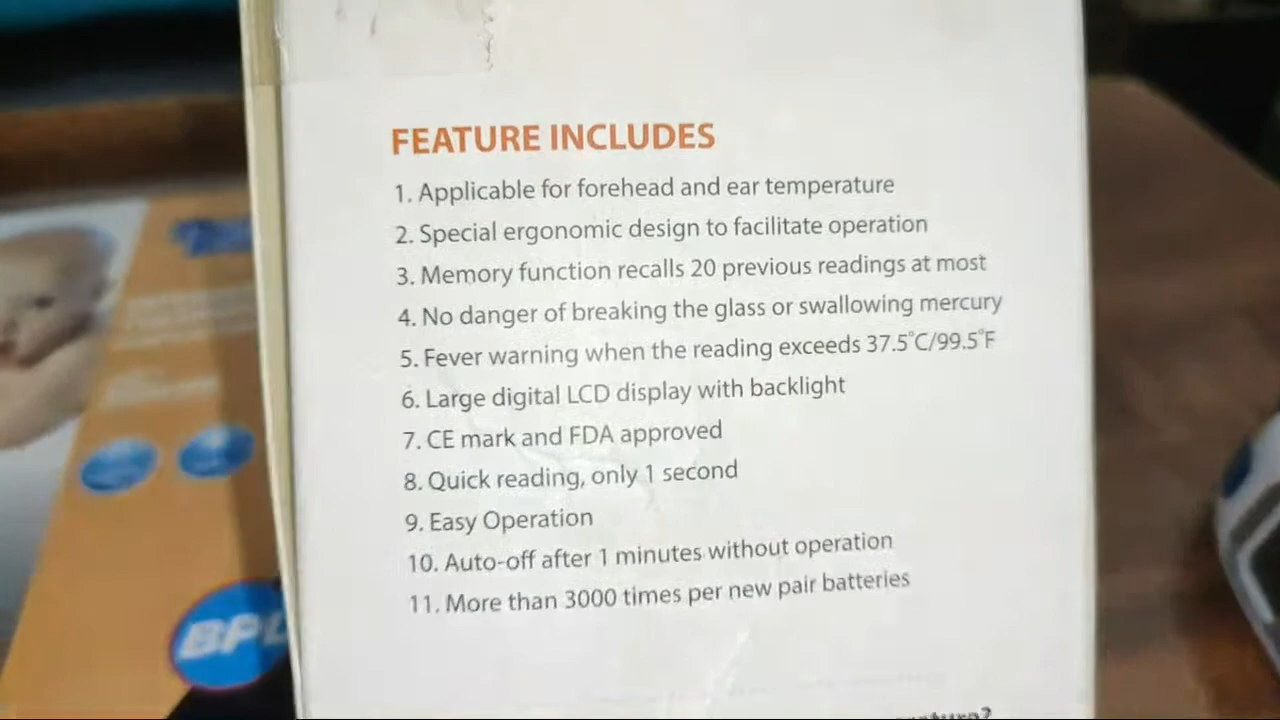 FEATURE INCLUDES
1. Applicable for forehead and ear temperature
2. Special ergonomic design to facilitate operation
3. Memory function recalls 20 previous readings at most
4. No danger of breaking the glass or swallowing mercury
5. Fever warning when the reading exceeds 37.5°C/99.5°F
6. Large digital LCD display with backlight
7. CE mark and FDA approved
8. Quick reading, only 1 second
9. Easy Operation
10. Auto-off after 1 minutes without operation
11. More than 3000 times per new pair batteries
BPL